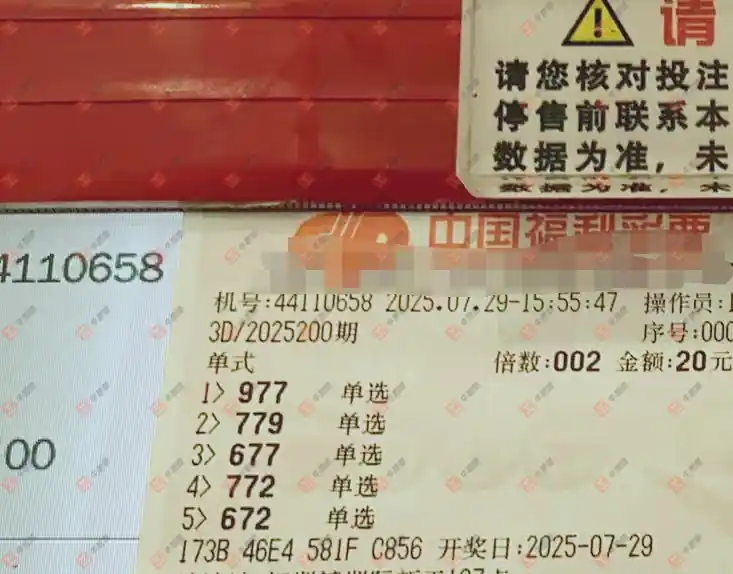 请
请您核对投注
停售前联系本
数据为准，未
中国福利彩票
4110658
机号:44110658 2025.07.29-15:55:47 操作员:1
3D/2025200期 序号:000
单式 倍数:002 金额:20元
1> 977 单选
2> 779 单选
3> 677 单选
00
4> 772 单选
5> 672 单选
173B 46E4 581F C856 开奖日:2025-07-29